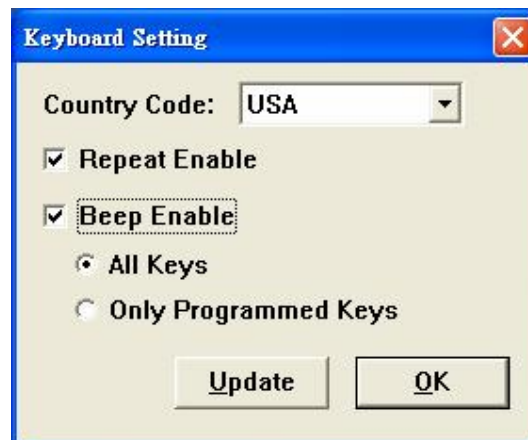 Keyboard Setting
Country Code: USA
Repeat Enable
Beep Enable
All Keys
Only Programmed Keys
Update OK